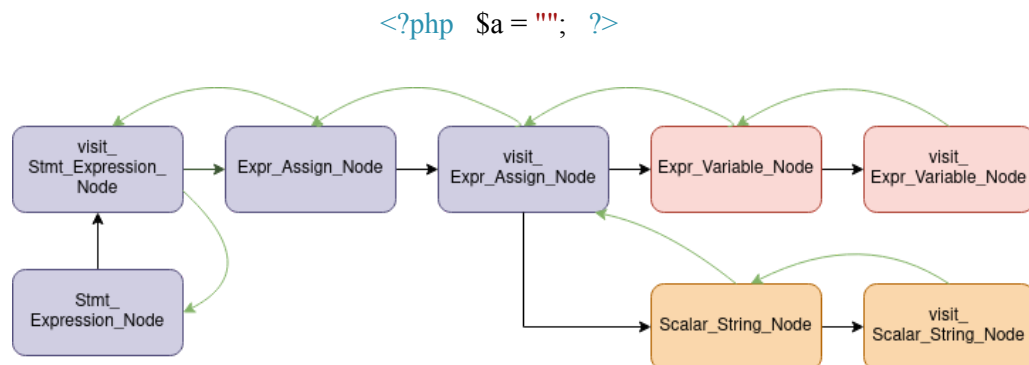 <?php $a = ""; ?>
visit_
Stmt_Expression_
Node
Expr_Assign_Node
visit_
Expr_Assign_Node
Expr_Variable_Node
visit_
Expr_Variable_Node
Stmt_
Expression_Node
Scalar_String_Node
visit_
Scalar_String_Node